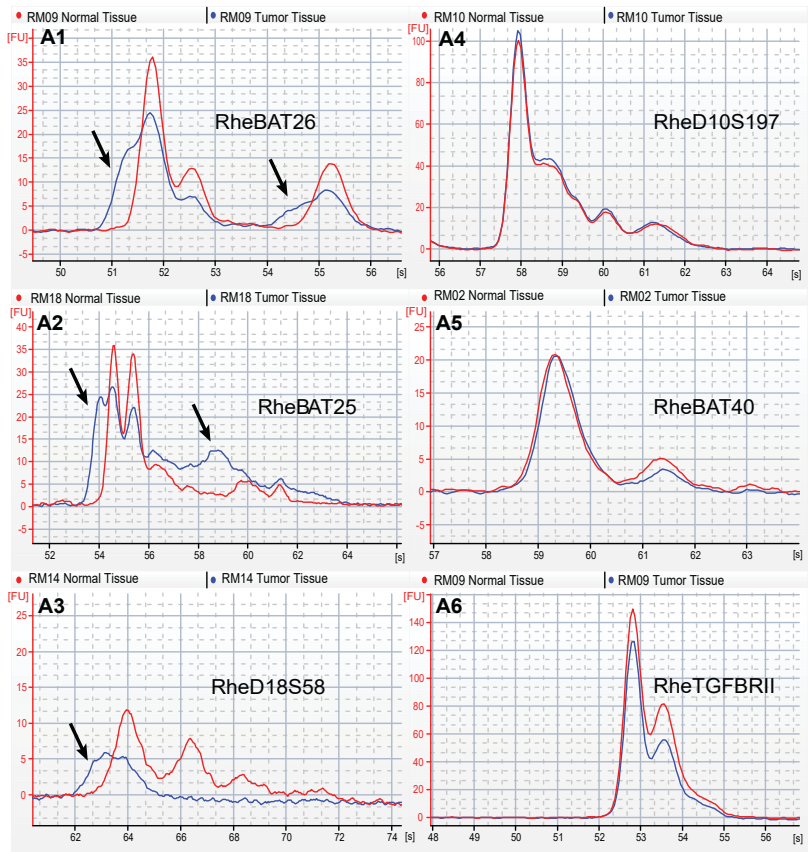 RM09 Normal Tissue RM09 Tumor Tissue
[FU] A1
35
30
25
20
15
10
5
0
-5
RheBAT26
50 51 52 53 54 55 56 [s]
RM10 Normal Tissue RM10 Tumor Tissue
[FU] A4
100
80
60
40
20
0
RheD10S197
56 57 58 59 60 61 62 63 64 [s]
RM18 Normal Tissue RM18 Tumor Tissue
[FU] A2
40
35
30
25
20
15
10
5
0
-5
RheBAT25
52 54 56 58 60 62 64 [s]
RM02 Normal Tissue RM02 Tumor Tissue
[FU] A5
25
20
15
10
5
0
-5
RheBAT40
57 58 59 60 61 62 63 [s]
RM14 Normal Tissue RM14 Tumor Tissue
[FU] A3
25
20
15
10
5
0
RheD18S58
62 64 66 68 70 72 74 [s]
RM09 Normal Tissue RM09 Tumor Tissue
[FU] A6
140
120
100
80
60
40
20
0
RheTGFBRII
48 49 50 51 52 53 54 55 56 [s]